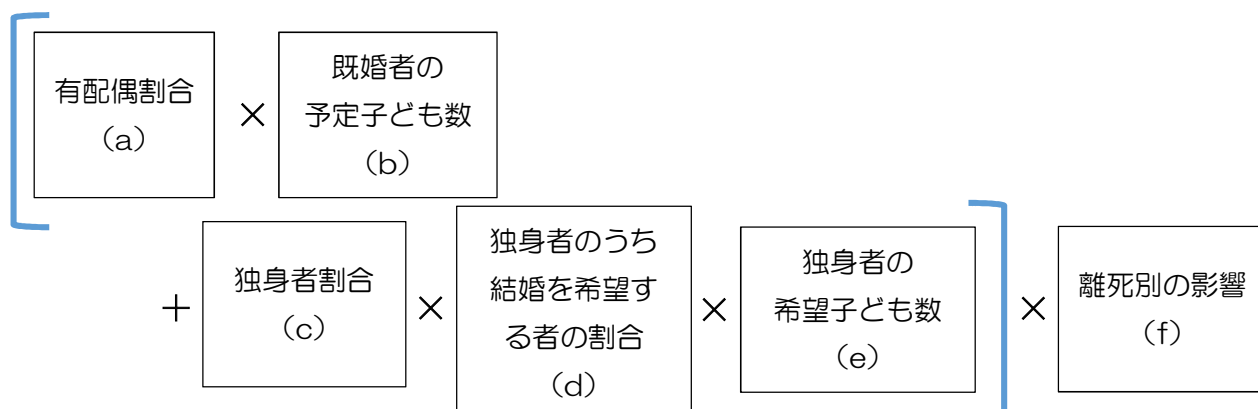 有配偶割合
(a)
×
既婚者の
予定子ども数
(b)
+
独身者割合
(c)
×
独身者のうち
結婚を希望す
る者の割合
(d)
×
独身者の
希望子ども数
(e)
×
離死別の影響
(f)